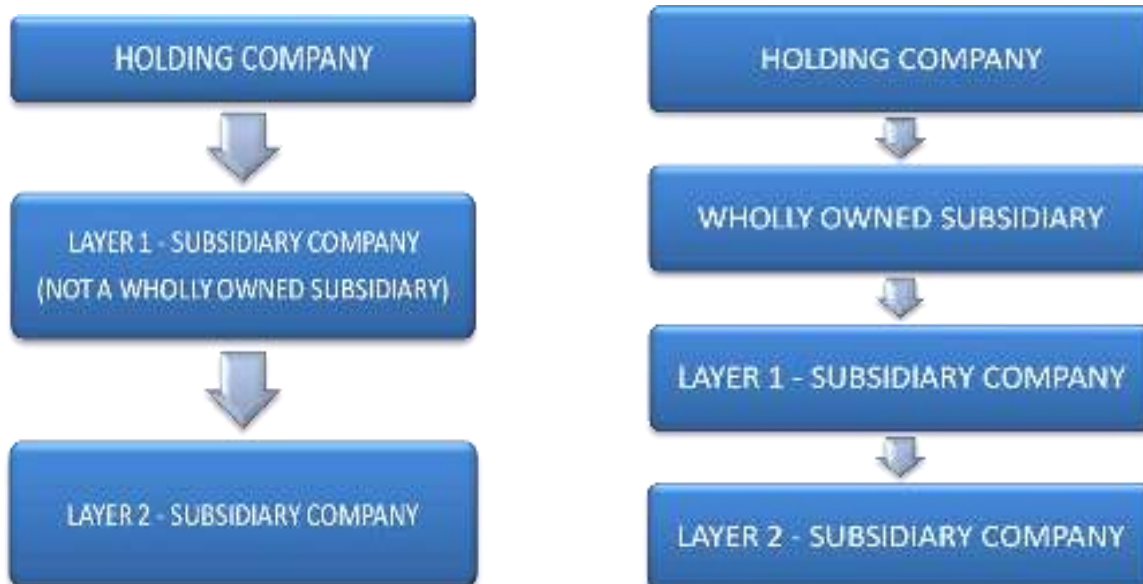 HOLDING COMPANY
LAYER 1 - SUBSIDIARY COMPANY
(NOT A WHOLLY OWNED SUBSIDIARY)
LAYER 2 - SUBSIDIARY COMPANY
HOLDING COMPANY
WHOLLY OWNED SUBSIDIARY
LAYER 1 - SUBSIDIARY COMPANY
LAYER 2 - SUBSIDIARY COMPANY